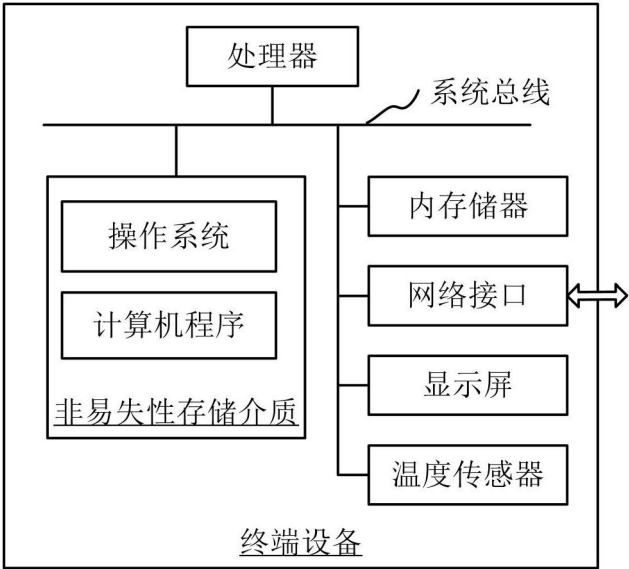 处理器
系统总线
操作系统
计算机程序
非易失性存储介质
内存储器
网络接口
显示屏
温度传感器
终端设备